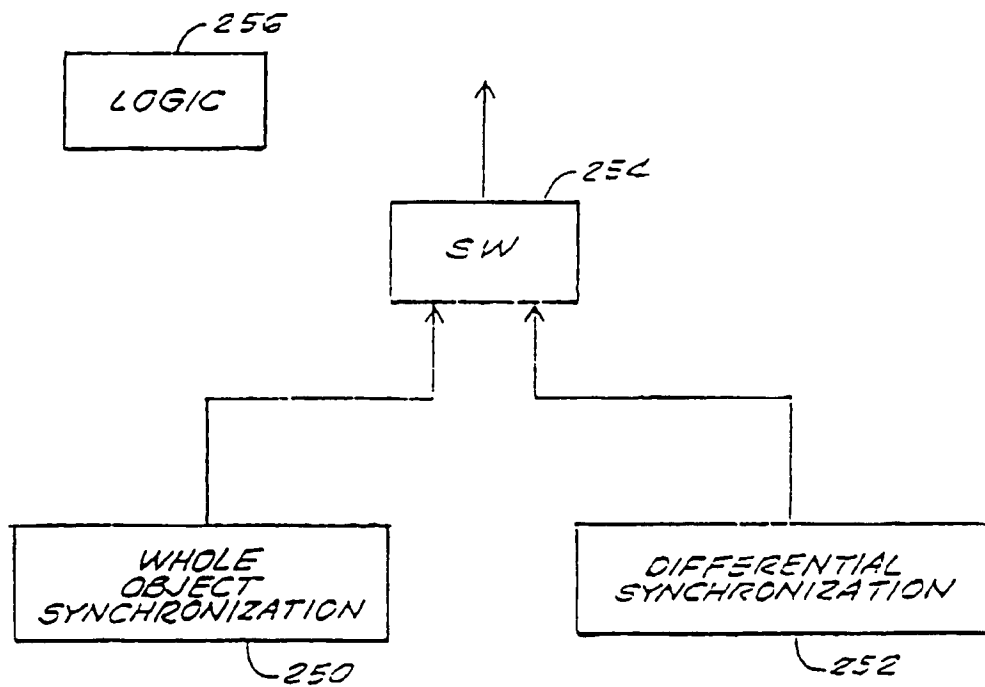 256
LOGIC
254
SW
WHOLE
OBJECT
SYNCHRONIZATION
250
DIFFERENTIAL
SYNCHRONIZATION
252